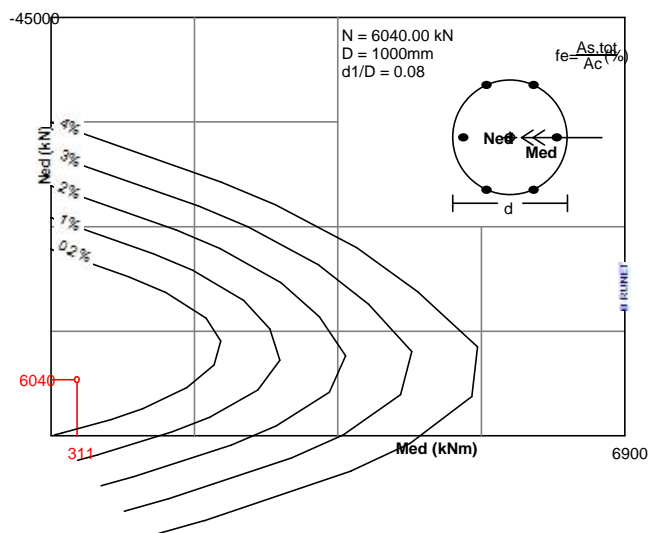 -45000
N = 6040.00 kN
D = 1000mm
d1/D = 0.08
fe=As.tot/Ac(%)
Ned (kN)
4%
3%
2%
1%
0.2%
Ned
Med
d
B RUNET
6040
311
Med (kNm)
6900